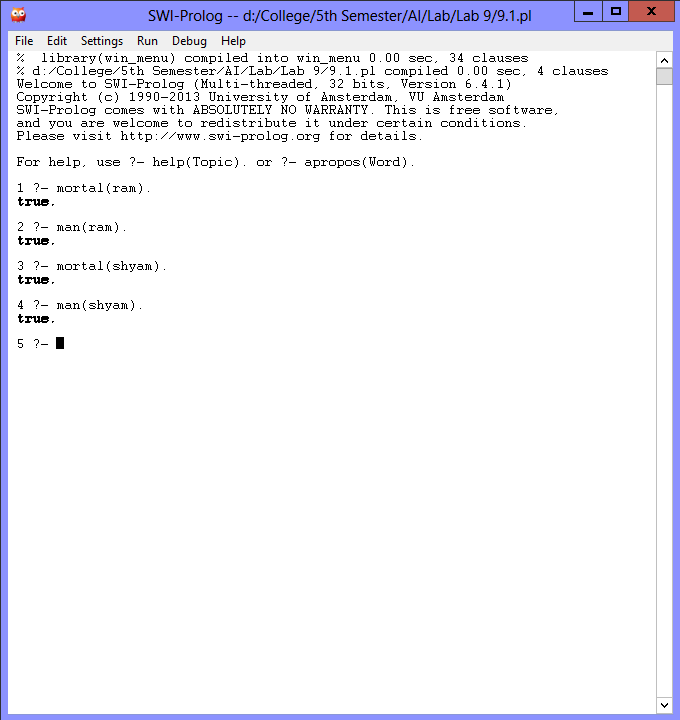 SWI-Prolog -- d:/College/5th Semester/AI/Lab/Lab 9/9.1.pl
File Edit Settings Run Debug Help
%  library(win_menu) compiled into win_menu 0.00 sec, 34 clauses
% d:/College/5th Semester/AI/Lab/Lab 9/9.1.pl compiled 0.00 sec, 4 clauses
Welcome to SWI-Prolog (Multi-threaded, 32 bits, Version 6.4.1)
Copyright (c) 1990-2013 University of Amsterdam, VU Amsterdam
SWI-Prolog comes with ABSOLUTELY NO WARRANTY. This is free software,
and you are welcome to redistribute it under certain conditions.
Please visit http://www.swi-prolog.org for details.
For help, use ?- help(Topic). or ?- apropos(Word).
1 ?- mortal(ram).
true.
2 ?- man(ram).
true.
3 ?- mortal(shyam).
true.
4 ?- man(shyam).
true.
5 ?-